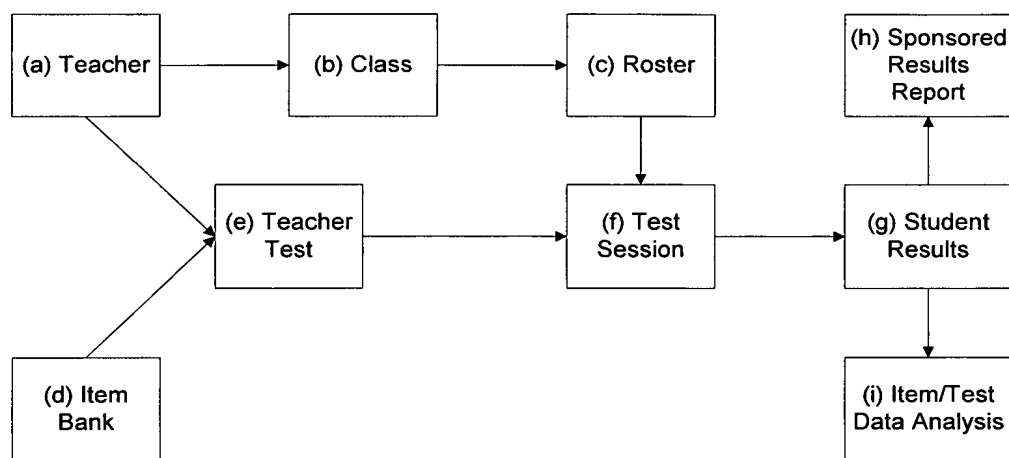 (a) Teacher
(b) Class
(c) Roster
(h) Sponsored
Results
Report
(e) Teacher
Test
(f) Test
Session
(g) Student
Results
(d) Item
Bank
(i) Item/Test
Data Analysis